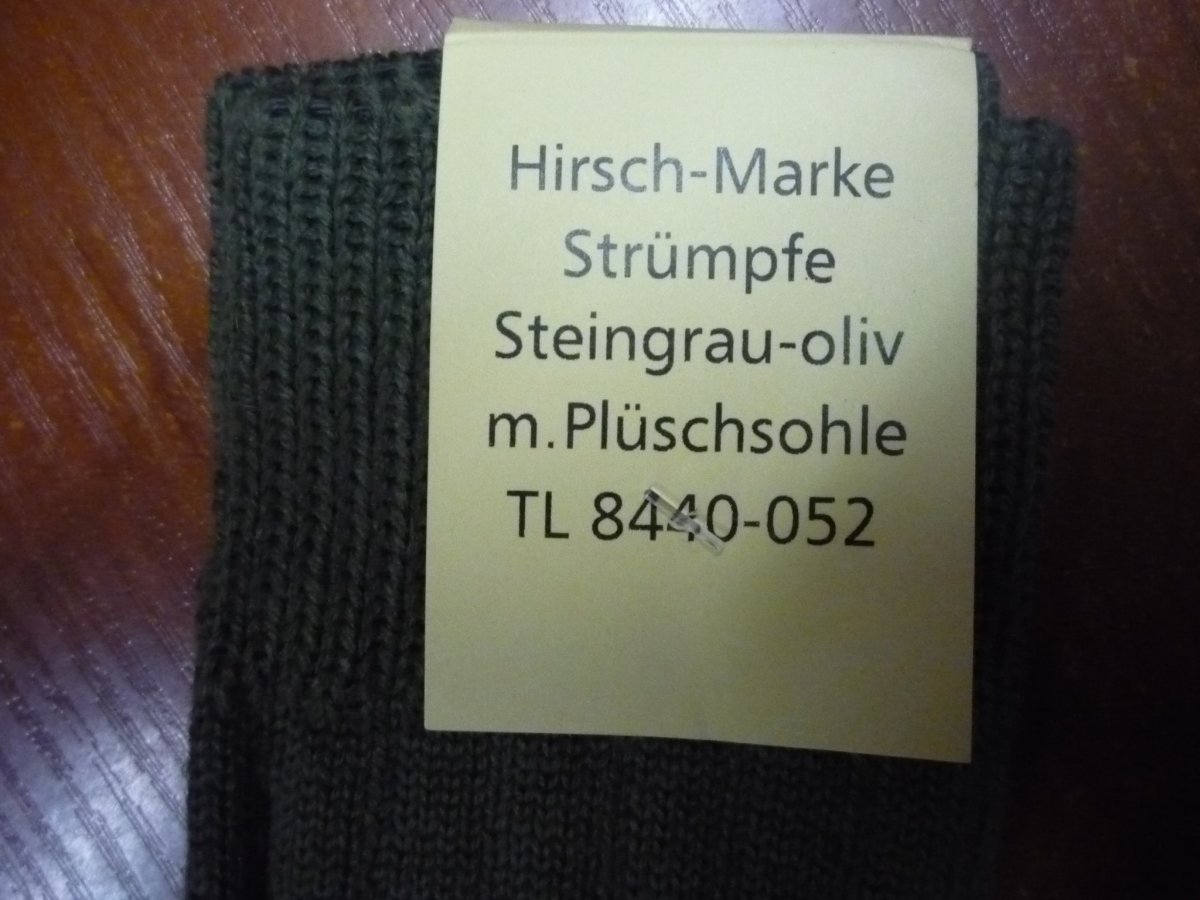 Hirsch-Marke
Strümpfe
Steingrau-oliv
m.Plüschsohle
TL 8440-052